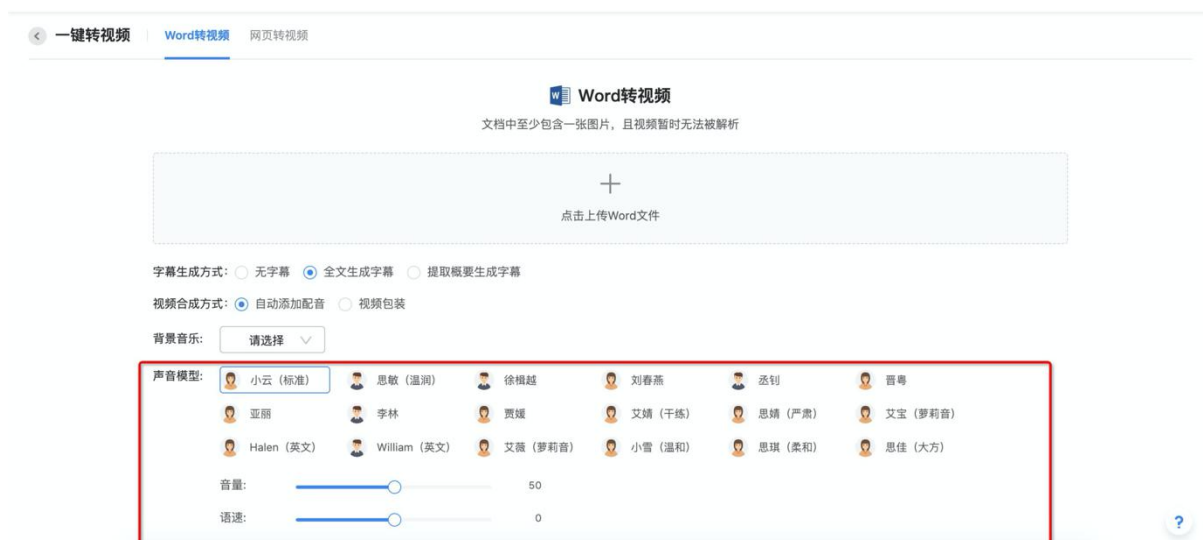 一键转视频 Word转视频 网页转视频
Word转视频
文档中至少包含一张图片，且视频暂时无法被解析
点击上传Word文件
字幕生成方式: 无字幕 全文生成字幕 提取概要生成字幕
视频合成方式: 自动添加配音 视频包装
背景音乐: 请选择
声音模型: 小云（标准） 思敏（温润） 徐楫越 刘春燕 丞钊 晋粤
亚丽 李林 贾媛 艾婧（干练） 思婧（严肃） 艾宝（萝莉音）
Halen（英文） William（英文） 艾薇（萝莉音） 小雪（温和） 思琪（柔和） 思佳（大方）
音量: 50
语速: 0
?